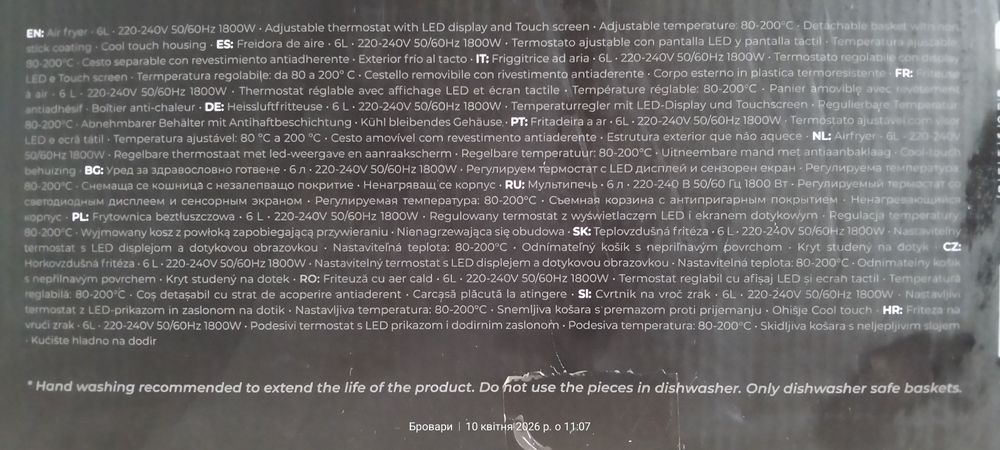 EN: Air fryer · 6L · 220-240V 50/60Hz 1800W · Adjustable thermostat with LED display and Touch screen · Adjustable temperature: 80-200°C · Detachable basket with non
stick coating · Cool touch housing · ES: Freidora de aire · 6L · 220-240V 50/60Hz 1800W · Termostato ajustable con pantalla LED y pantalla tactil · Temperatura ajustable:
80-200°C · Cesto separable con revestimiento antiadherente · Exterior frío al tacto · IT: Friggitrice ad aria · 6L · 220-240V 50/60Hz 1800W · Termostato regolabile con display
LED e Touch screen · Termperatura regolabile: da 80 a 200° C · Cestello removibile con rivestimento antiaderente · Corpo esterno in plastica termoresistente · FR: Friteuse
à air · 6 L · 220-240V 50/60Hz 1800W · Thermostat réglable avec affichage LED et écran tactile · Température réglable: 80-200°C · Panier amovible avec revêtement
antiadhésif · Boîtier anti-chaleur · DE: Heissluftfritteuse · 6 L · 220-240V 50/60Hz 1800W · Temperaturregler mit LED-Display und Touchscreen · Regulierbare Temperatur
80-200°C · Abnehmbarer Behälter mit Antihaftbeschichtung · Kühl bleibendes Gehäuse · PT: Fritadeira a ar · 6L · 220-240V 50/60Hz 1800W · Termostato ajustável com visor
LED e ecrã tátil · Temperatura ajustável: 80 °C a 200 °C · Cesto amovível com revestimento antiaderente · Estrutura exterior que não aquece · NL: Airfryer · 6L · 220-240V
50/60Hz 1800W · Regelbare thermostaat met led-weergave en aanraakscherm · Regelbare temperatuur: 80-200°C · Uitneembare mand met antiaanbaklaag · Cool-touch
behuizing · BG: Уред за здравословно готвене · 6 л · 220-240V 50/60Hz 1800W · Регулируем термостат с LED дисплей и сензорен екран · Регулируема температура:
80-200°C · Снемаща се кошница с незалепващо покритие · Ненагряващ се корпус · RU: Мультипечь · 6 л · 220-240 В 50/60 Гц 1800 Вт · Регулируемый термостат со
светодиодным дисплеем и сенсорным экраном · Регулируемая температура: 80-200°C · Съемная корзина с антипригарным покрытием · Ненагревающийся
корпус · PL: Frytownica beztłuszczowa · 6 L · 220-240V 50/60Hz 1800W · Regulowany termostat z wyświetlaczem LED i ekranem dotykowym · Regulacja temperatury:
80-200°C · Wyjmowany kosz z powłoką zapobiegającą przywieraniu · Nienagrzewająca się obudowa · SK: Teplovzdušná fritéza · 6 L · 220-240V 50/60Hz 1800W · Nastaviteľný
termostat s LED displejom a dotykovou obrazovkou · Nastaviteľná teplota: 80-200°C · Odnímateľný košík s nepriľnavým povrchom · Kryt studený na dotyk · CZ:
Horkovzdušná fritéza · 6 L · 220-240V 50/60Hz 1800W · Nastavitelný termostat s LED displejem a dotykovou obrazovkou · Nastavitelná teplota: 80-200°C · Odnímatelný košík
s nepřilnavým povrchem · Kryt studený na dotek · RO: Friteuză cu aer cald · 6L · 220-240V 50/60Hz 1800W · Termostat reglabil cu afișaj LED si ecran tactil · Temperatură
reglabilă: 80-200°C · Coș detașabil cu strat de acoperire antiaderent · Carcasă plăcută la atingere · SI: Cvrtnik na vroč zrak · 6L · 220-240V 50/60Hz 1800W · Nastavljivi
termostat z LED-prikazom in zaslonom na dotik · Nastavljiva temperatura: 80-200°C · Snemljiva košara s premazom proti prijemanju · Ohišje Cool touch · HR: Friteza na
vrući zrak · 6L · 220-240V 50/60Hz 1800W · Podesivi termostat s LED prikazom i dodirnim zaslonom · Podesiva temperatura: 80-200°C · Skidljiva košara s neljepljivim slojem
· Kućište hladno na dodir
* Hand washing recommended to extend the life of the product. Do not use the pieces in dishwasher. Only dishwasher safe baskets.
Бровари | 10 квітня 2026 р. о 11:07